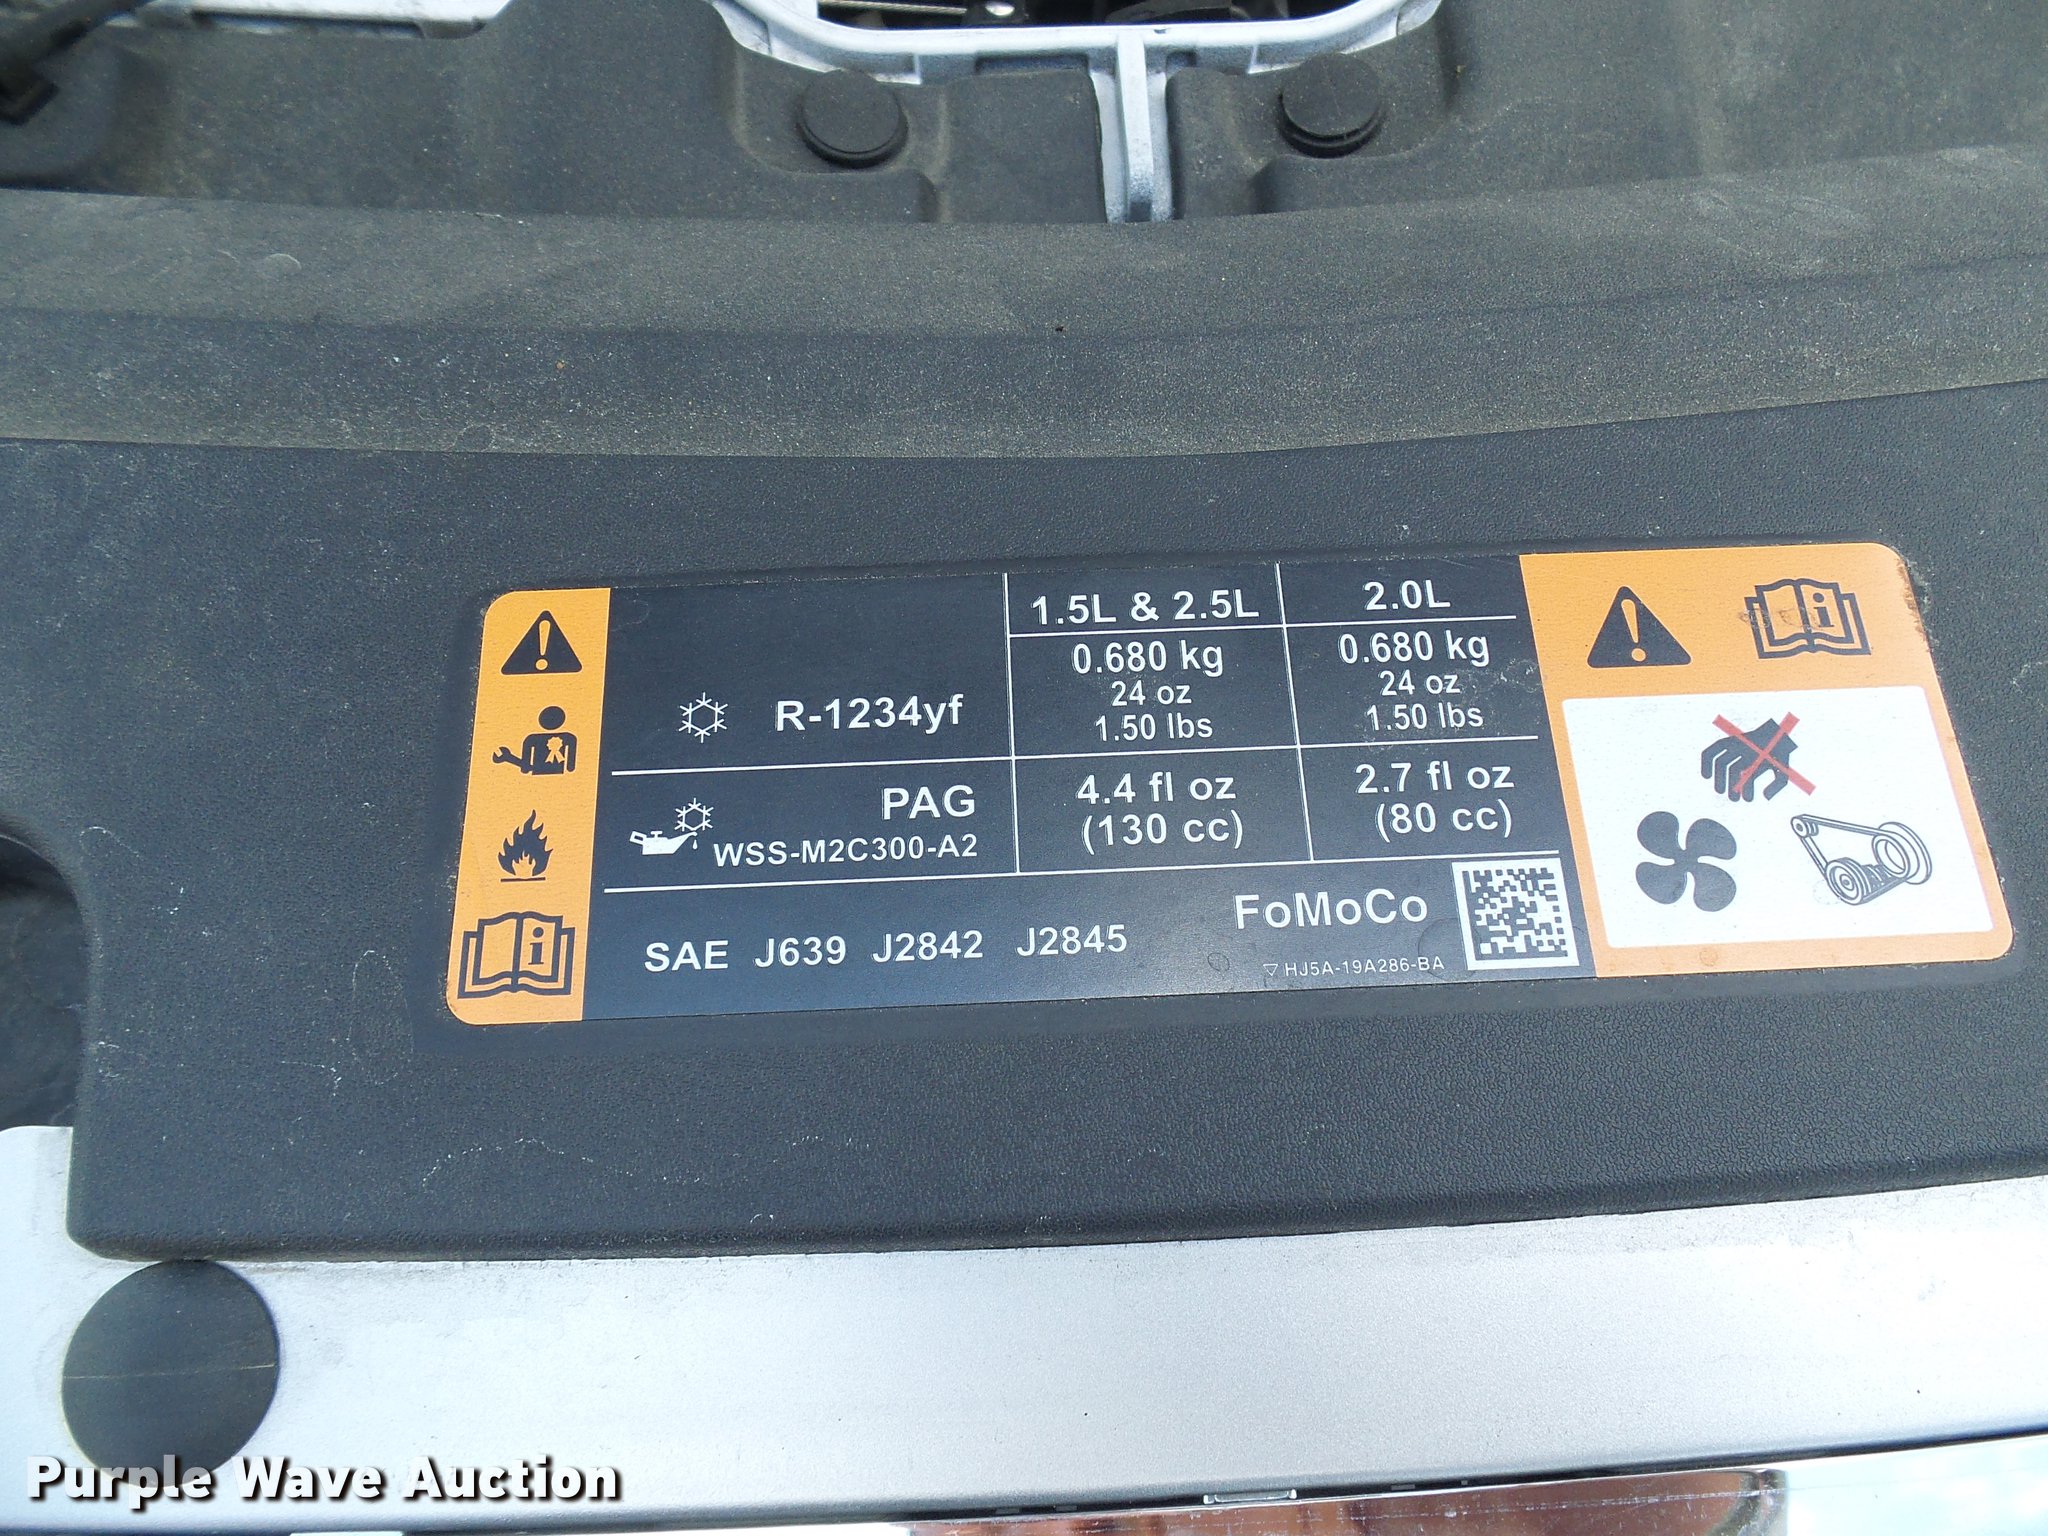 1.5L & 2.5L 2.0L
R-1234yf 0.680 kg 0.680 kg
24 oz 24 oz
1.50 lbs 1.50 lbs
PAG 4.4 fl oz 2.7 fl oz
WSS-M2C300-A2 (130 cc) (80 cc)
SAE J639 J2842 J2845 FoMoCo
HJ5A-19A286-BA
Purple Wave Auction